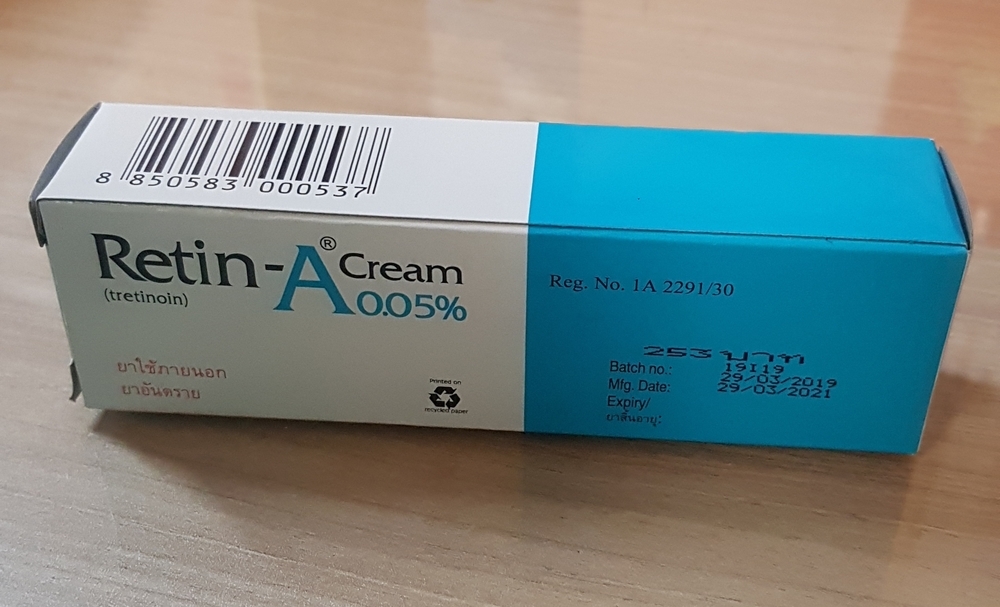 8 850583 000537
Retin-A® Cream
0.05%
(tretinoin)
ยาใช้ภายนอก
ยาอันตราย
Printed on
recycled paper
Reg. No. 1A 2291/30
253 บาท
Batch no.: 19I19
Mfg. Date: 29/03/2019
Expiry/ 29/03/2021
ยาสิ้นอายุ: